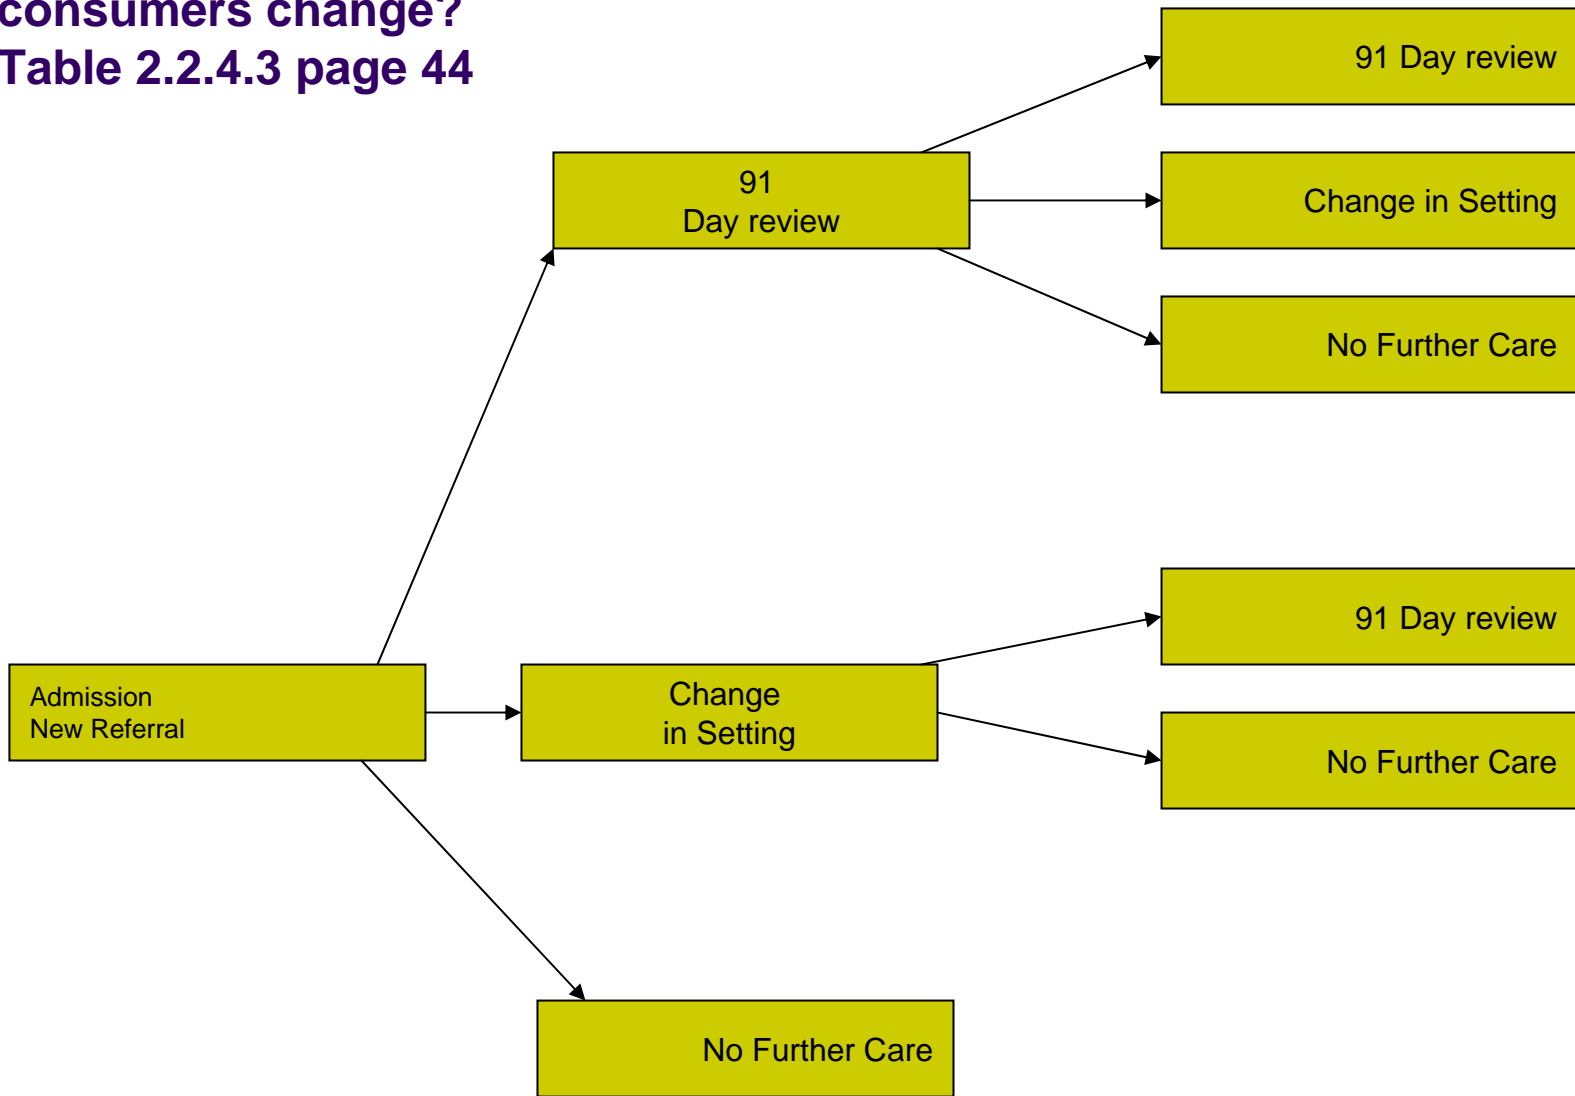 consumers change?
Table 2.2.4.3 page 44
91 Day review
91
Day review
Change in Setting
No Further Care
91 Day review
Admission
New Referral
Change
in Setting
No Further Care
No Further Care